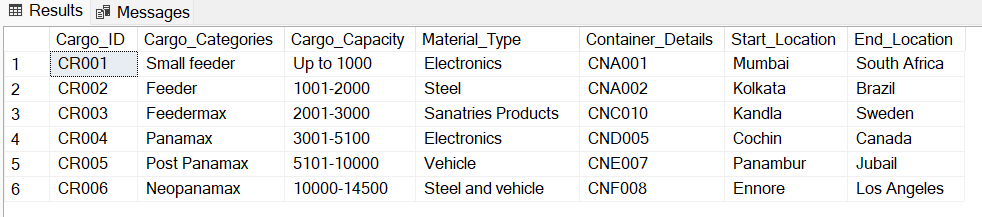 Results Messages
Cargo_ID Cargo_Categories Cargo_Capacity Material_Type Container_Details Start_Location End_Location
1 CR001 Small feeder Up to 1000 Electronics CNA001 Mumbai South Africa
2 CR002 Feeder 1001-2000 Steel CNA002 Kolkata Brazil
3 CR003 Feedermax 2001-3000 Sanatries Products CNC010 Kandla Sweden
4 CR004 Panamax 3001-5100 Electronics CND005 Cochin Canada
5 CR005 Post Panamax 5101-10000 Vehicle CNE007 Panambur Jubail
6 CR006 Neopanamax 10000-14500 Steel and vehicle CNF008 Ennore Los Angeles